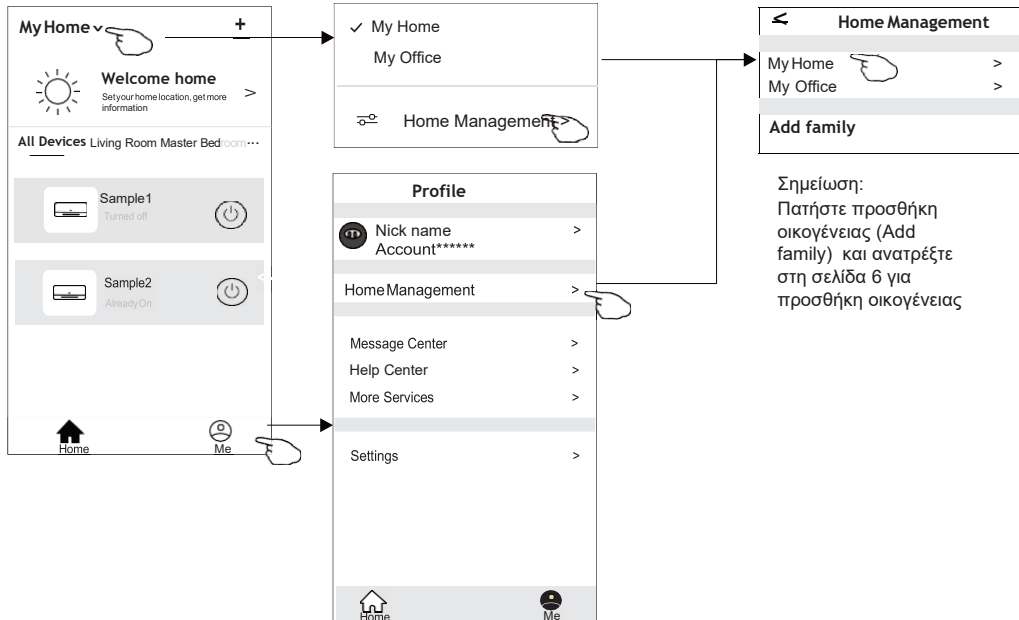 My Home
+
Welcome home
Set your home location, get more
information
>
All Devices Living Room Master Bedroom...
Sample1
Turned off
Sample2
Already On
Home
Me
✓ My Home
My Office
Home Management >
Profile
Nick name
>
Account******
Home Management
>
Message Center
>
Help Center
>
More Services
>
Settings
>
Home
Me
< Home Management
My Home
>
My Office
>
Add family
Σημείωση:
Πατήστε προσθήκη
οικογένειας (Add
family) και ανατρέξτε
στη σελίδα 6 για
προσθήκη οικογένειας